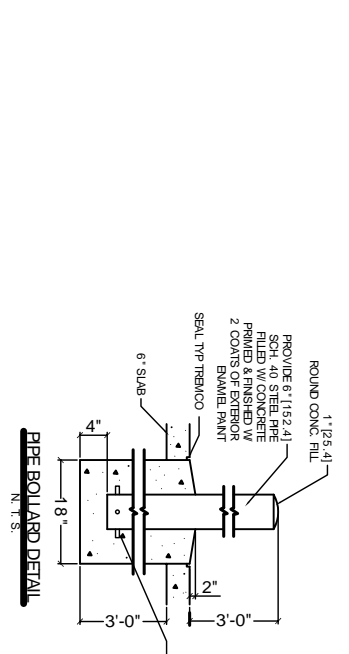 1" [25.4]
ROUND CONC. FILL
PROVIDE 6" [152.4]
SCH. 40 STEEL PIPE
FILLED W/ CONCRETE
PRIMED & FINISHED W/
2 COATS OF EXTERIOR
ENAMEL PAINT
SEAL TYP TREMCO
6" SLAB
4"
18"
2"
3'-0"
3'-0"
PIPE BOLLARD DETAIL
N. T. S.